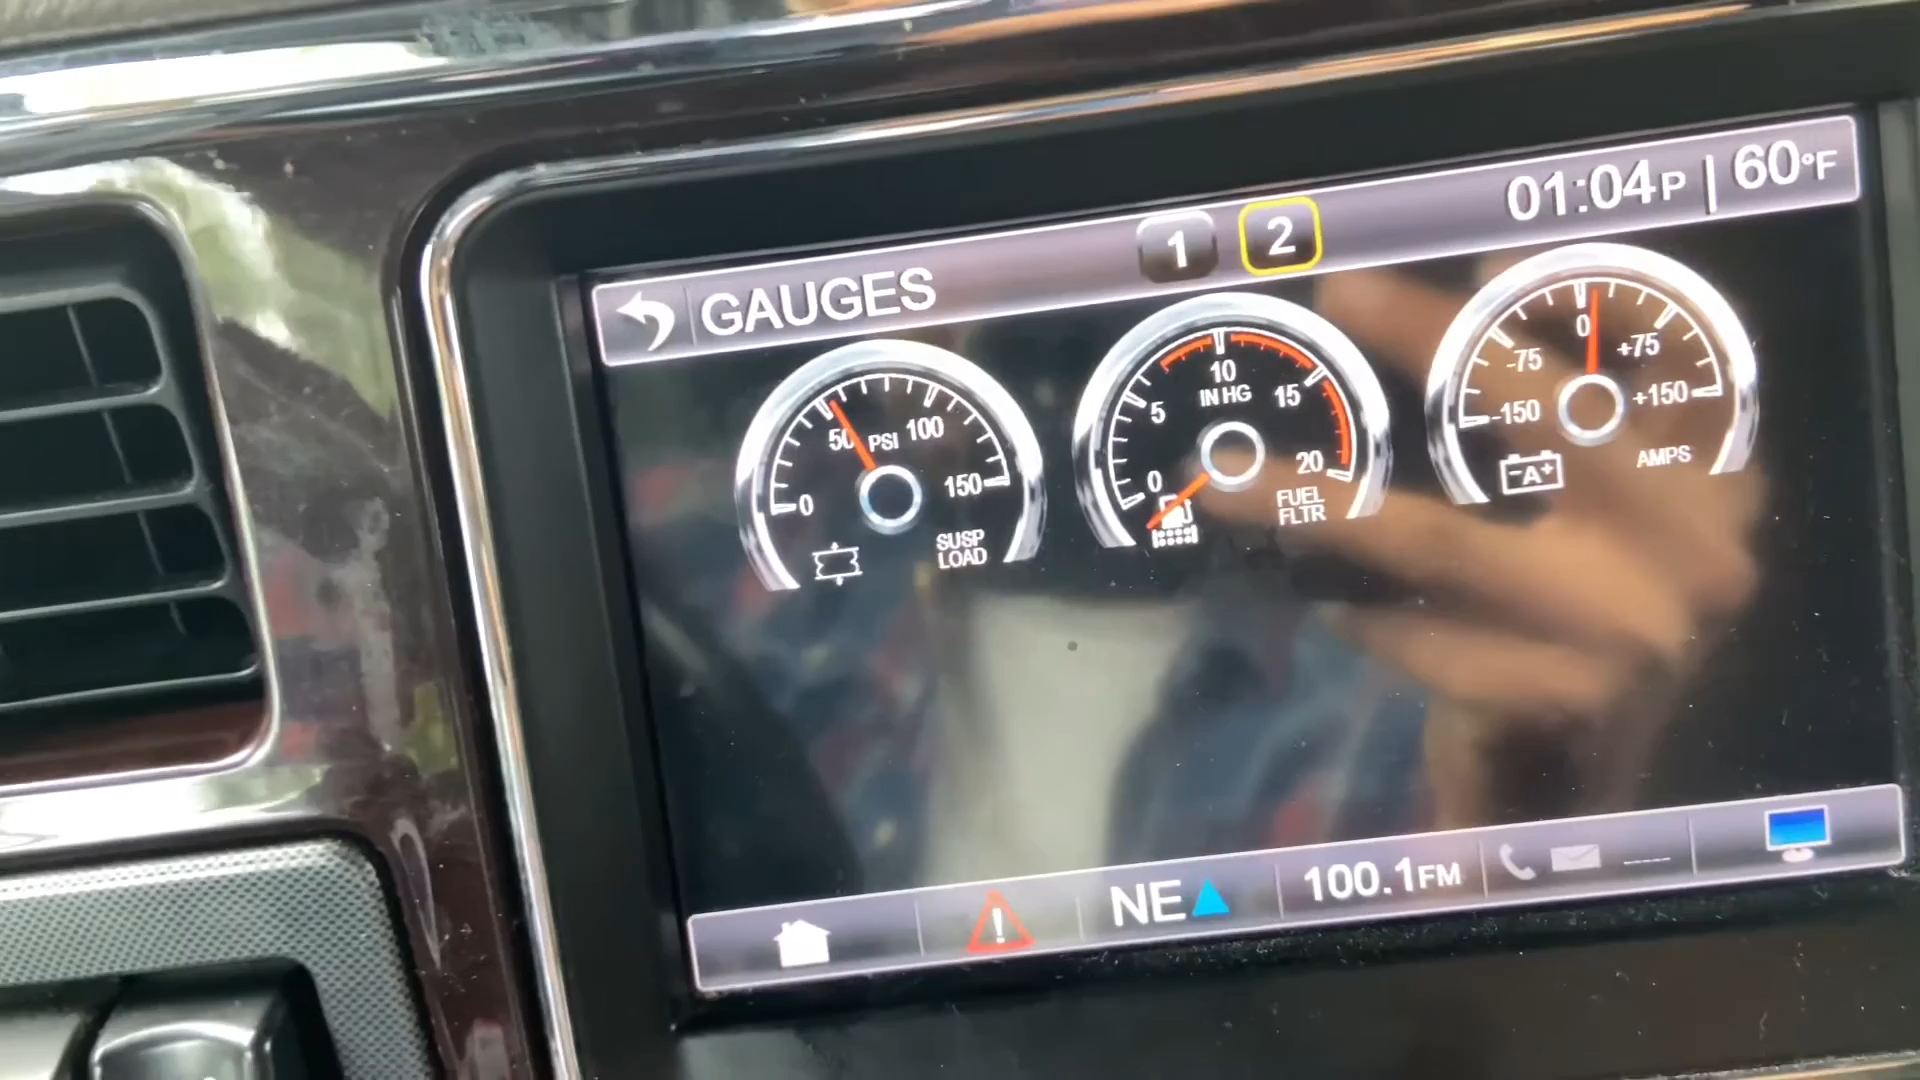 GAUGES
1
2
01:04P | 60°F
0
50
PSI
100
150
SUSP
LOAD
0
5
10
IN HG
15
20
FUEL
FLTR
-150
-75
0
+75
+150
-A+
AMPS
!
NE
100.1FM
----